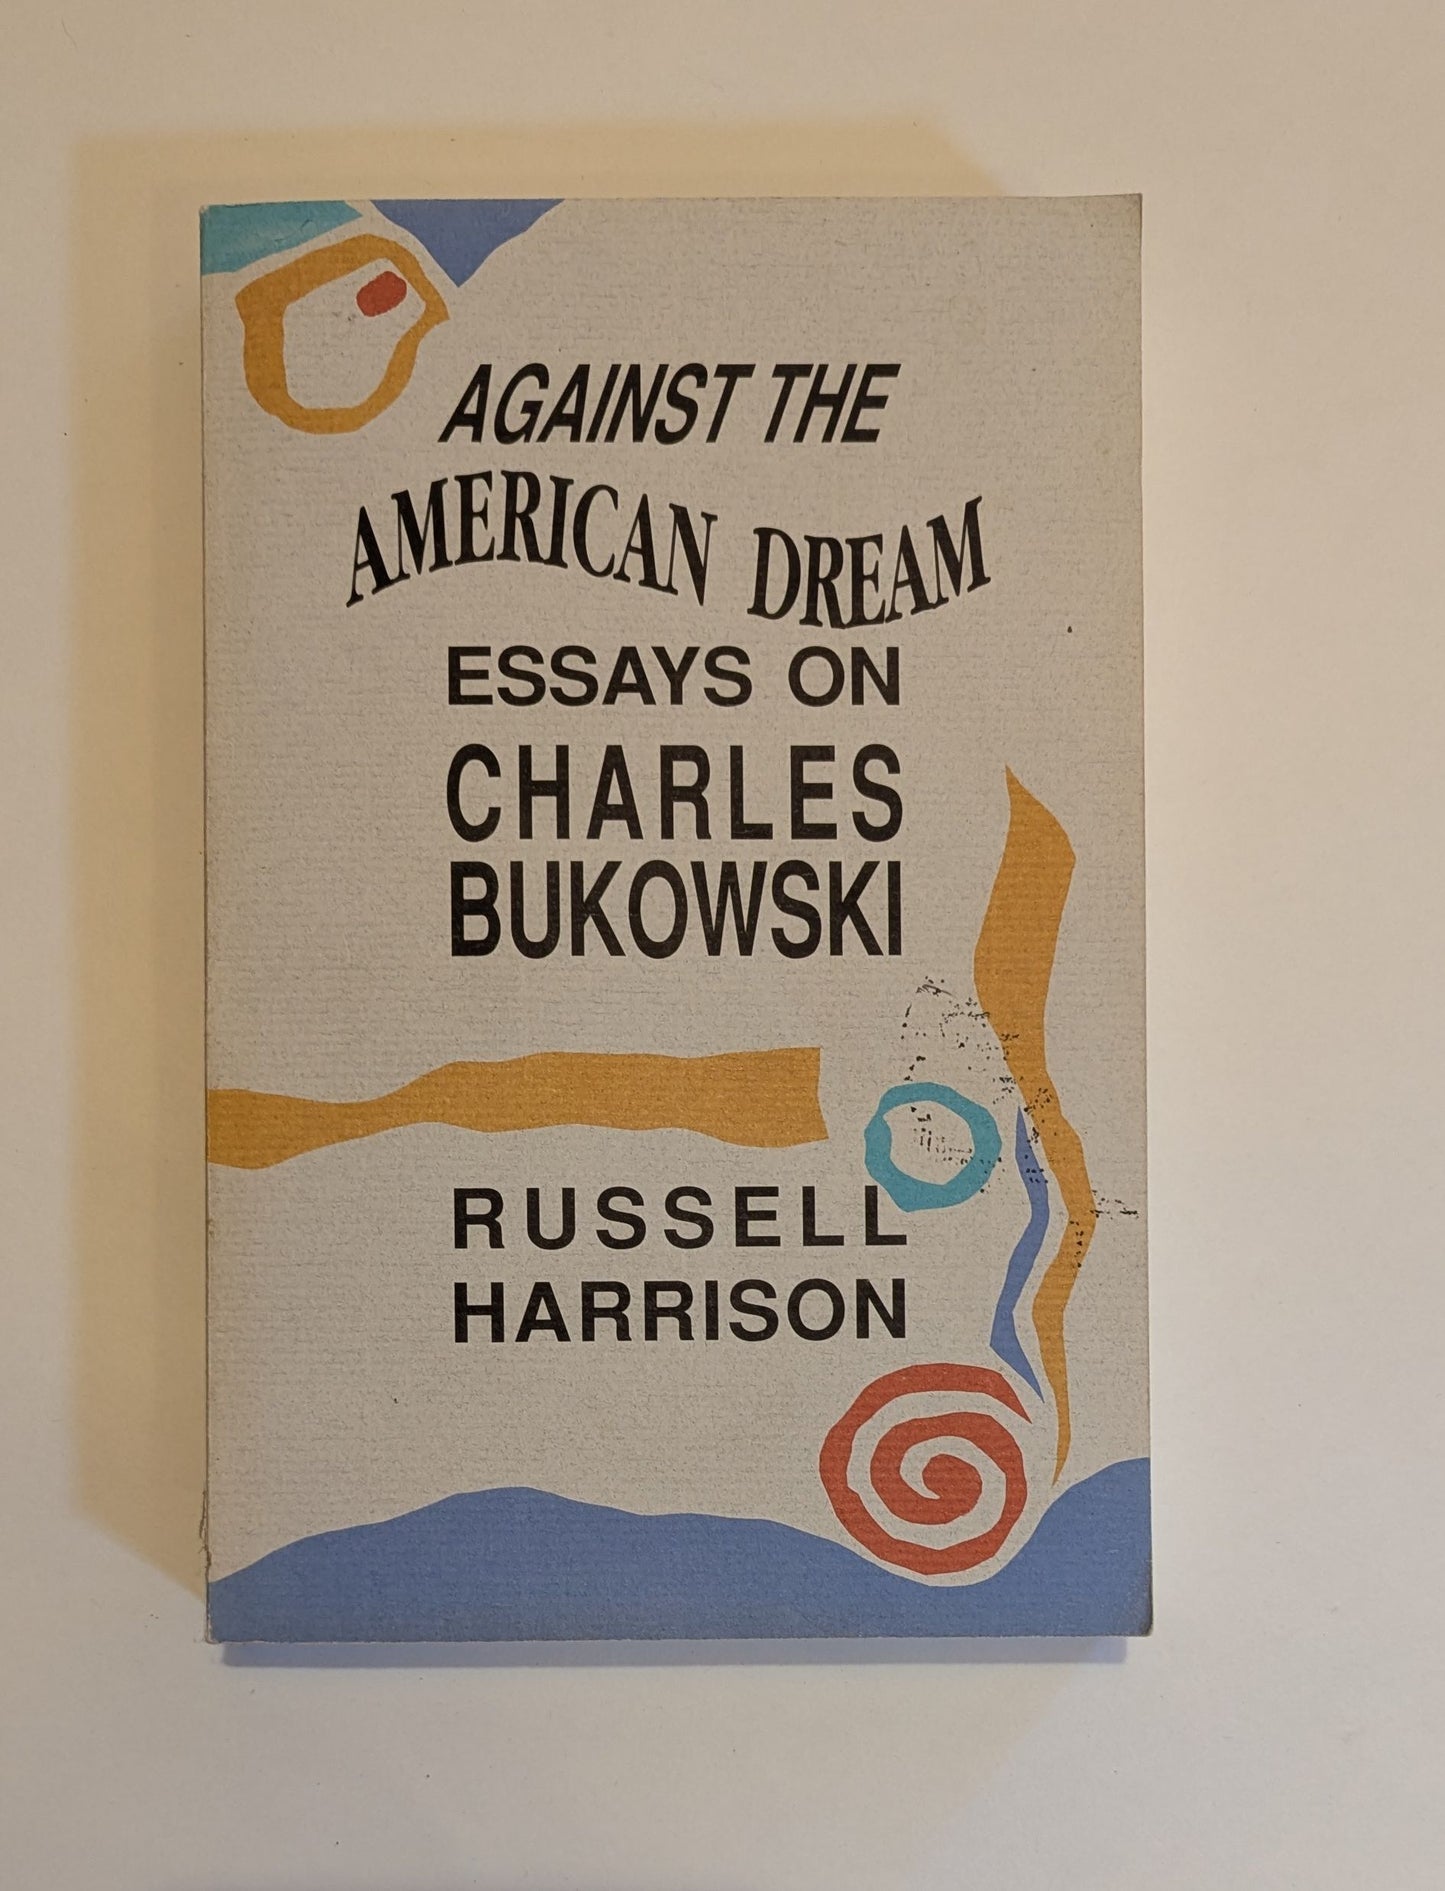 AGAINST THE
AMERICAN DREAM
ESSAYS ON
CHARLES
BUKOWSKI
RUSSELL
HARRISON